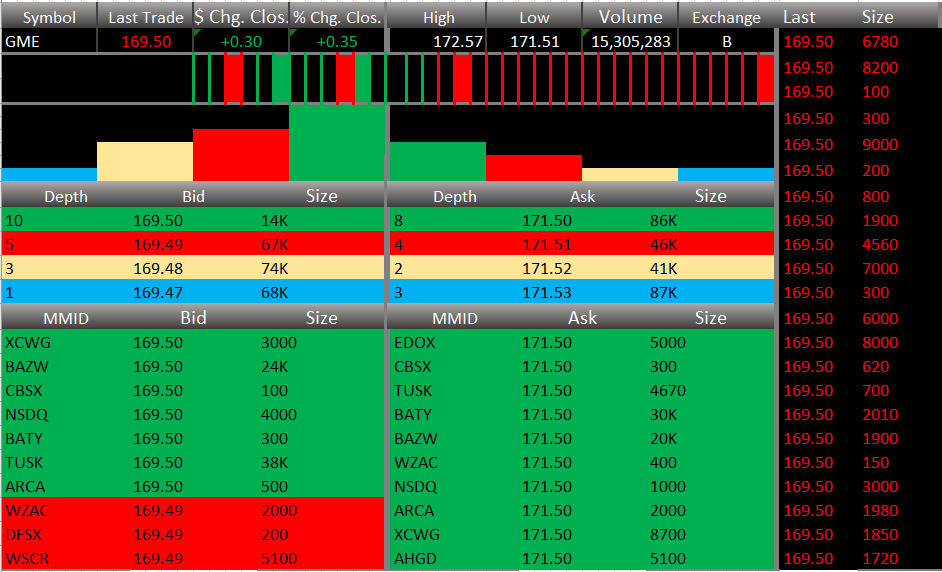 Symbol Last Trade $ Chg. Clos. % Chg. Clos. High Low Volume Exchange Last Size
GME 169.50 +0.30 +0.35 172.57 171.51 15,305,283 B 169.50 6780
169.50 8200
169.50 100
169.50 300
169.50 9000
169.50 200
Depth Bid Size Depth Ask Size 169.50 800
10 169.50 14K 8 171.50 86K 169.50 1900
5 169.49 67K 4 171.51 46K 169.50 4560
3 169.48 74K 2 171.52 41K 169.50 7000
1 169.47 68K 3 171.53 87K 169.50 300
MMID Bid Size MMID Ask Size 169.50 6000
XCWG 169.50 3000 EDOX 171.50 5000 169.50 8000
BAZW 169.50 24K CBSX 171.50 300 169.50 620
CBSX 169.50 100 TUSK 171.50 4670 169.50 700
NSDQ 169.50 4000 BATY 171.50 30K 169.50 2010
BATY 169.50 300 BAZW 171.50 20K 169.50 1900
TUSK 169.50 38K WZAC 171.50 400 169.50 150
ARCA 169.50 500 NSDQ 171.50 1000 169.50 3000
WZAC 169.49 2000 ARCA 171.50 2000 169.50 1980
DFSX 169.49 200 XCWG 171.50 8700 169.50 1850
WSCR 169.49 5100 AHGD 171.50 5100 169.50 1720